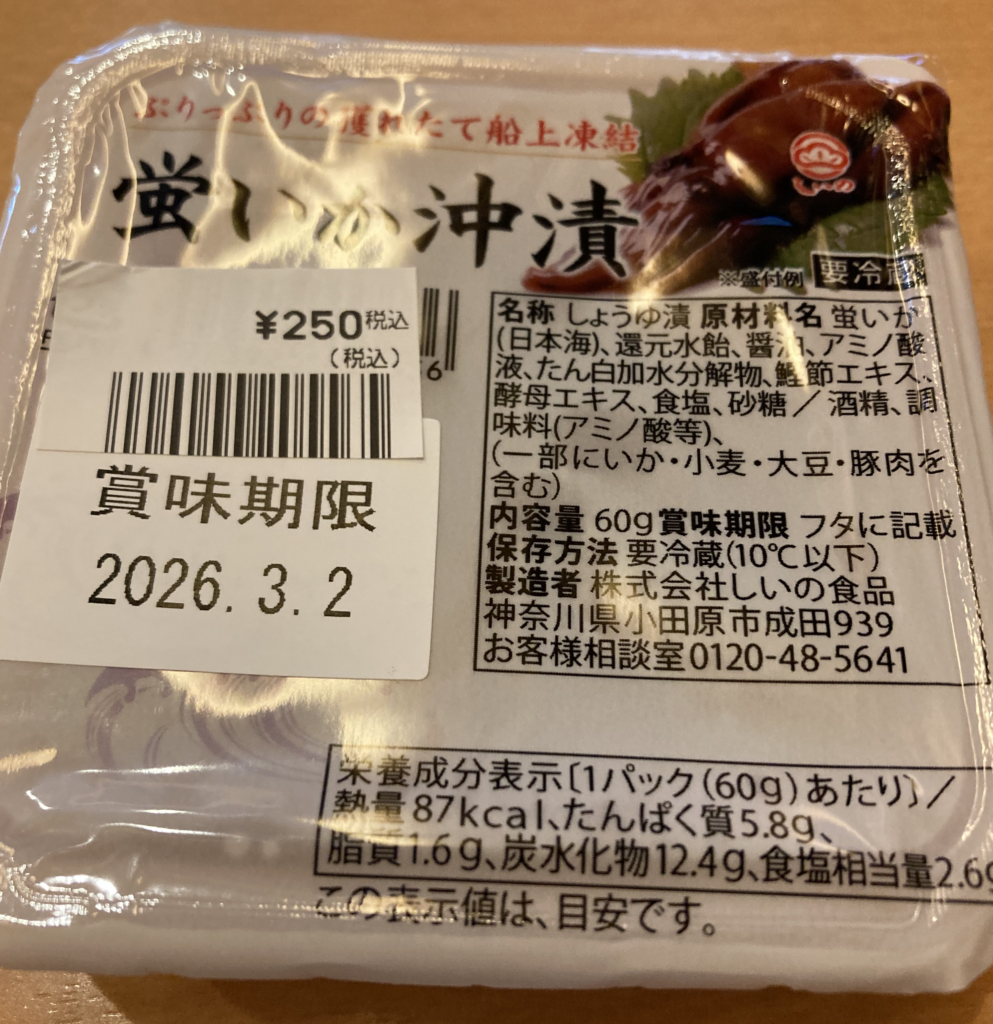 ぷりっぷりの獲れたて船上凍結
蛍いか沖漬
しいの
※盛付例
要冷蔵
¥250税込
(税込)
6
賞味期限
2026. 3. 2
名称 しょうゆ漬 原材料名 蛍いか
(日本海)、還元水飴、醤油、アミノ酸
液、たん白加水分解物、鰹節エキス、
酵母エキス、食塩、砂糖／酒精、調
味料(アミノ酸等)、
(一部にいか・小麦・大豆・豚肉を
含む)
内容量 60g 賞味期限 フタに記載
保存方法 要冷蔵(10℃以下)
製造者 株式会社しいの食品
神奈川県小田原市成田939
お客様相談室0120-48-5641
栄養成分表示〔1パック(60g)あたり〕／
熱量87kcal、たんぱく質5.8g、
脂質1.6g、炭水化物12.4g、食塩相当量2.6g
この表示値は、目安です。